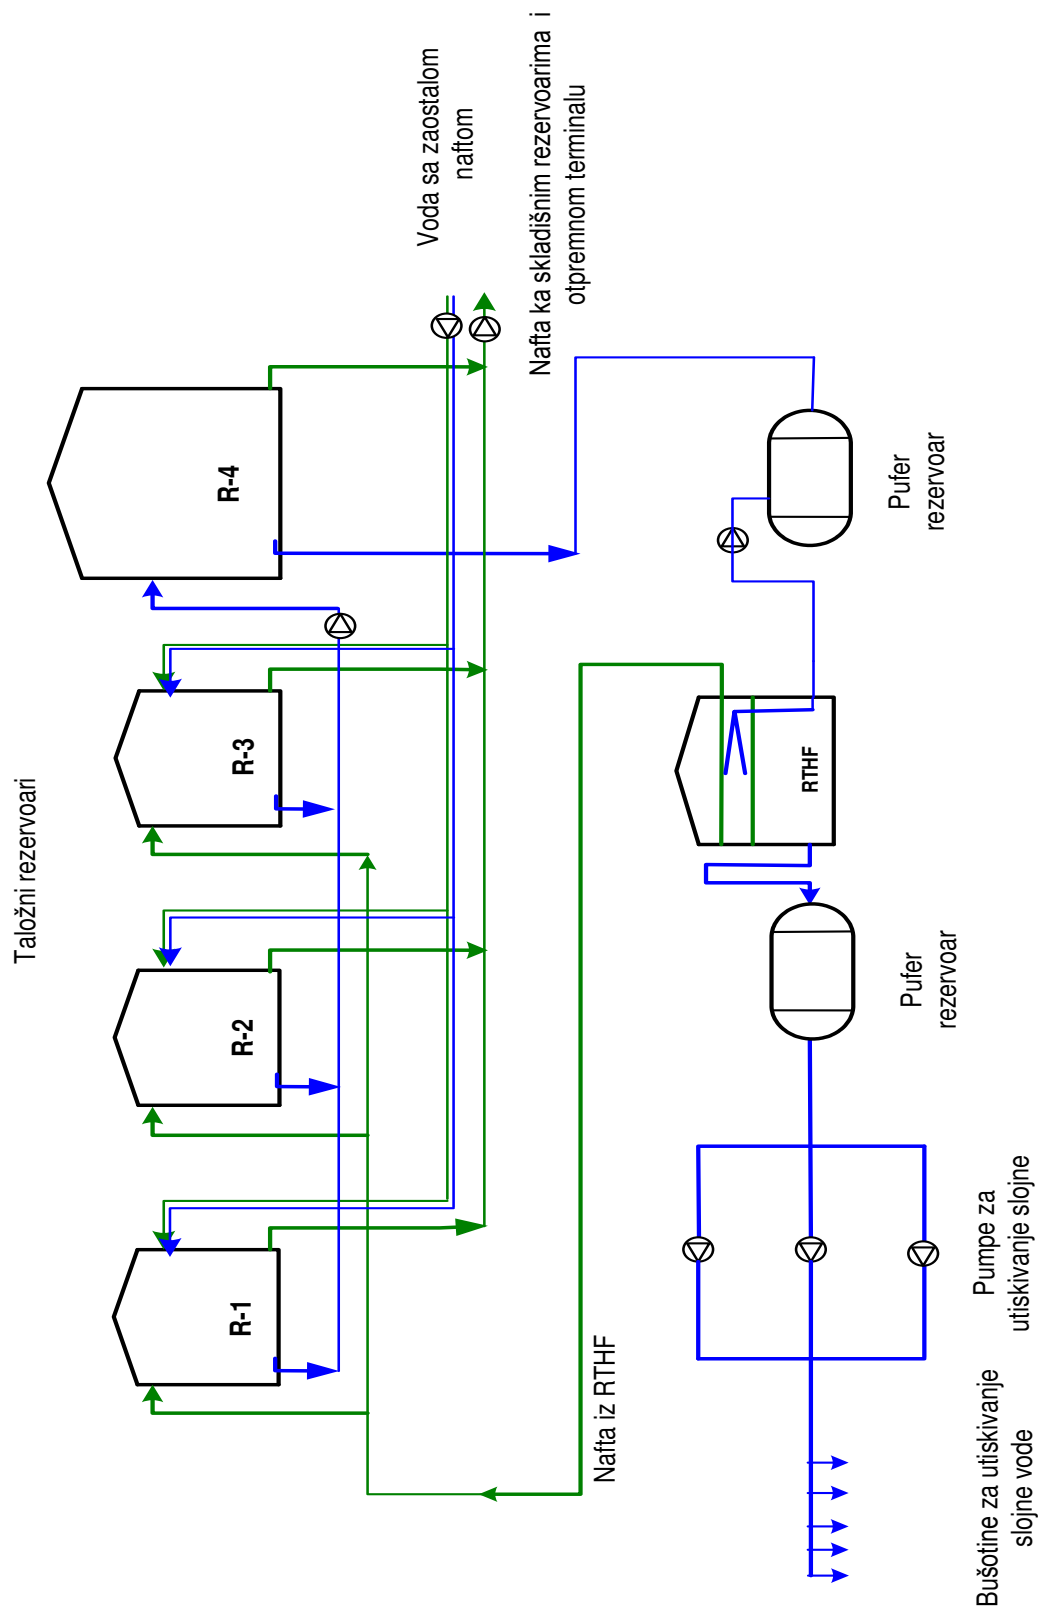 Taložni rezervoari
R-1
R-2
R-3
R-4
Voda sa zaostalom
naftom
Nafta ka skladišnim rezervoarima i
otpremnom terminalu
Nafta iz RTHF
RTHF
Bušotine za utiskivanje
slojne vode
Pumpe za
utiskivanje slojne
Pufer
rezervoar
Pufer
rezervoar